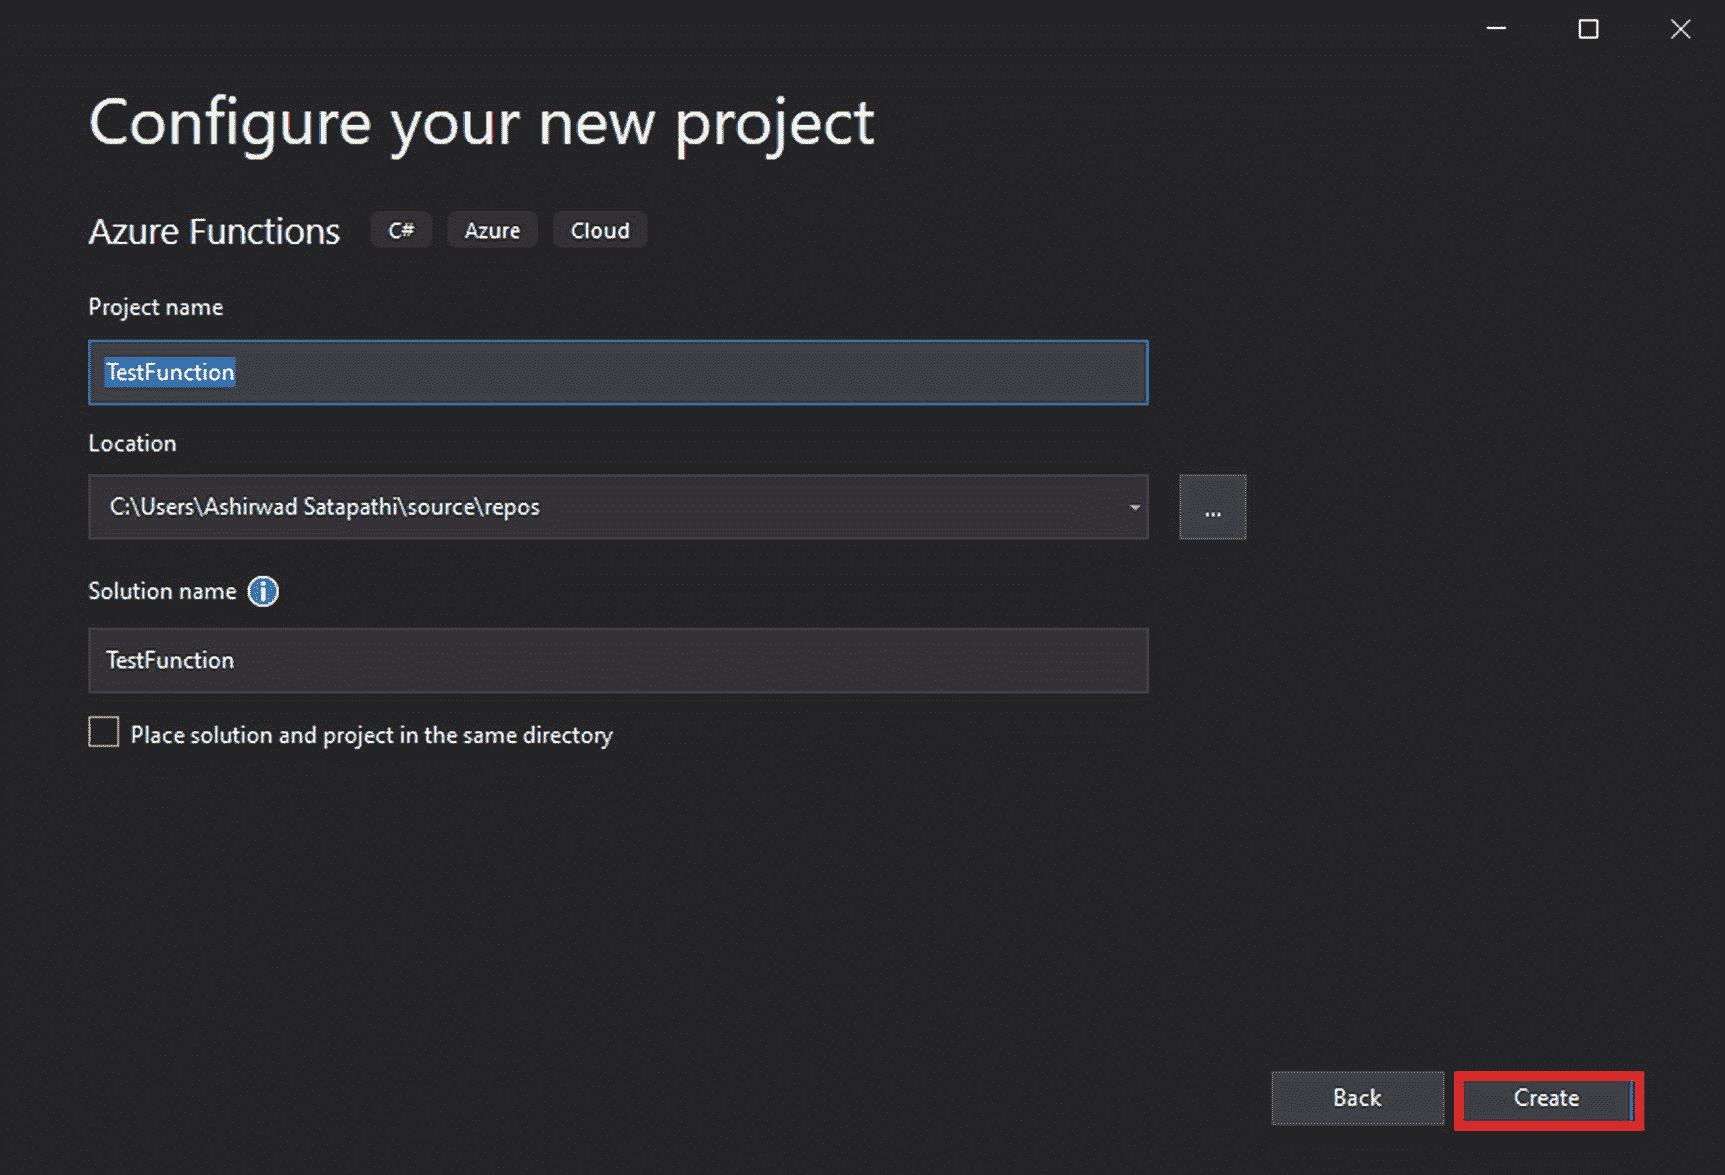 Configure your new project
Azure Functions C# Azure Cloud
Project name
TestFunction
Location
C:\Users\Ashirwad Satapathi\source\repos
...
Solution name i
TestFunction
Place solution and project in the same directory
Back Create